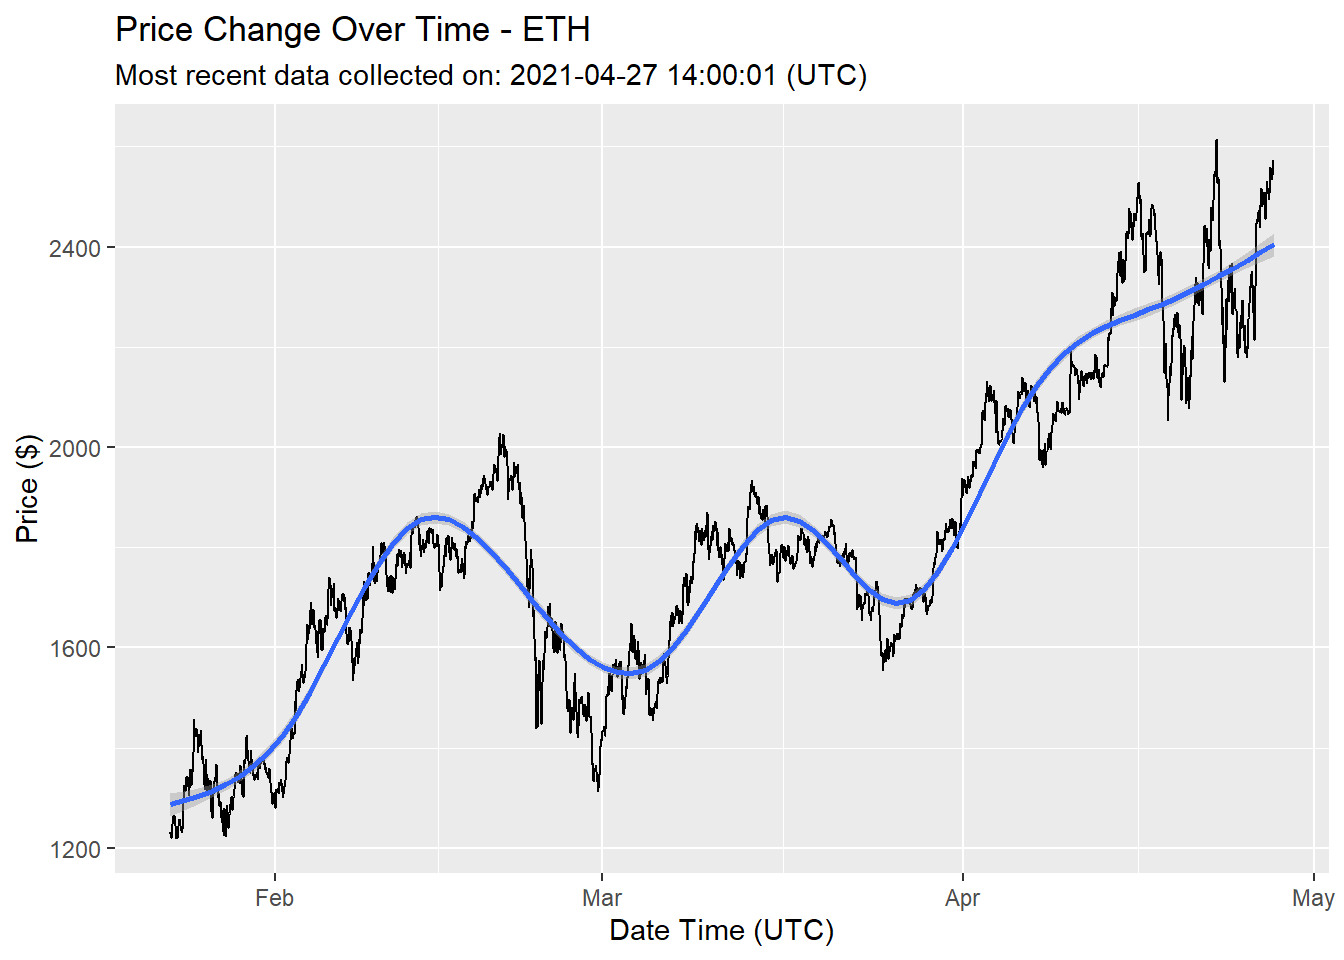 Price Change Over Time - ETH
Most recent data collected on: 2021-04-27 14:00:01 (UTC)
Price ($)
2400
2000
1600
1200
Feb
Mar
Apr
May
Date Time (UTC)